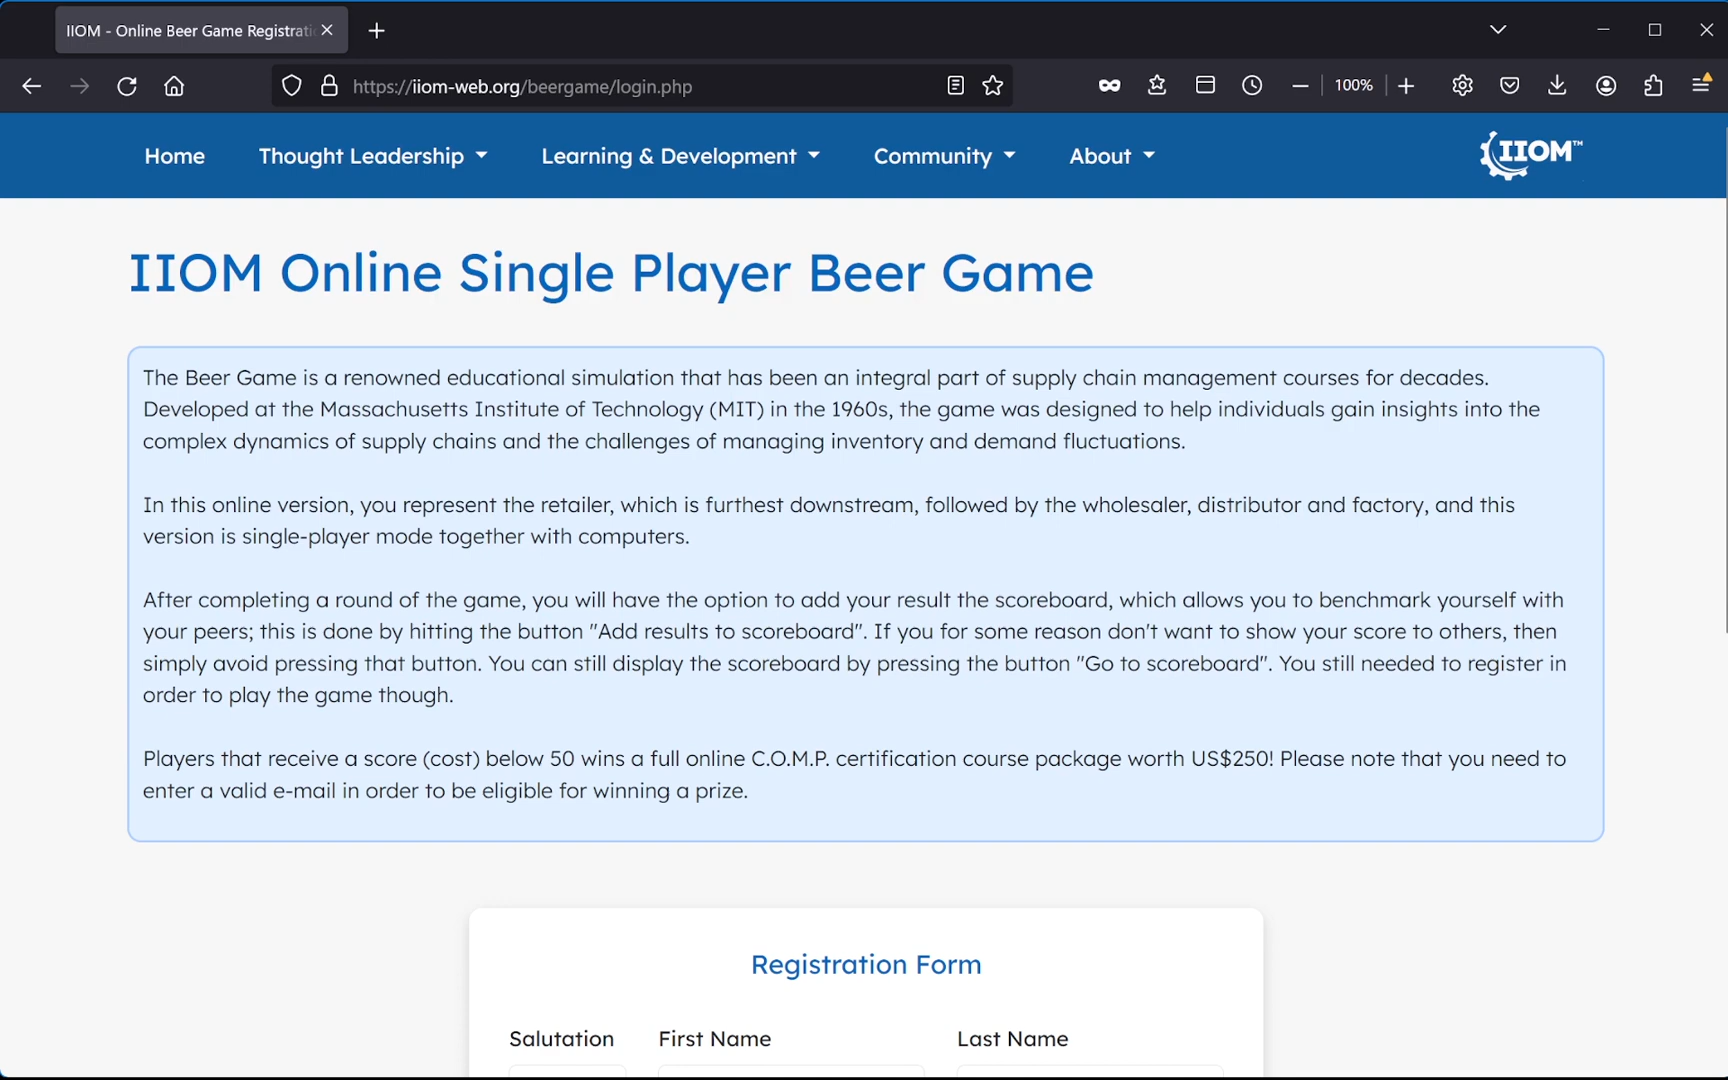 IIOM - Online Beer Game Registrati
https://iiom-web.org/beergame/login.php
100%
Home
Thought Leadership
Learning & Development
Community
About
IIOM™
IIOM Online Single Player Beer Game
The Beer Game is a renowned educational simulation that has been an integral part of supply chain management courses for decades.
Developed at the Massachusetts Institute of Technology (MIT) in the 1960s, the game was designed to help individuals gain insights into the
complex dynamics of supply chains and the challenges of managing inventory and demand fluctuations.
In this online version, you represent the retailer, which is furthest downstream, followed by the wholesaler, distributor and factory, and this
version is single-player mode together with computers.
After completing a round of the game, you will have the option to add your result the scoreboard, which allows you to benchmark yourself with
your peers; this is done by hitting the button "Add results to scoreboard". If you for some reason don't want to show your score to others, then
simply avoid pressing that button. You can still display the scoreboard by pressing the button "Go to scoreboard". You still needed to register in
order to play the game though.
Players that receive a score (cost) below 50 wins a full online C.O.M.P. certification course package worth US$250! Please note that you need to
enter a valid e-mail in order to be eligible for winning a prize.
Registration Form
Salutation
First Name
Last Name